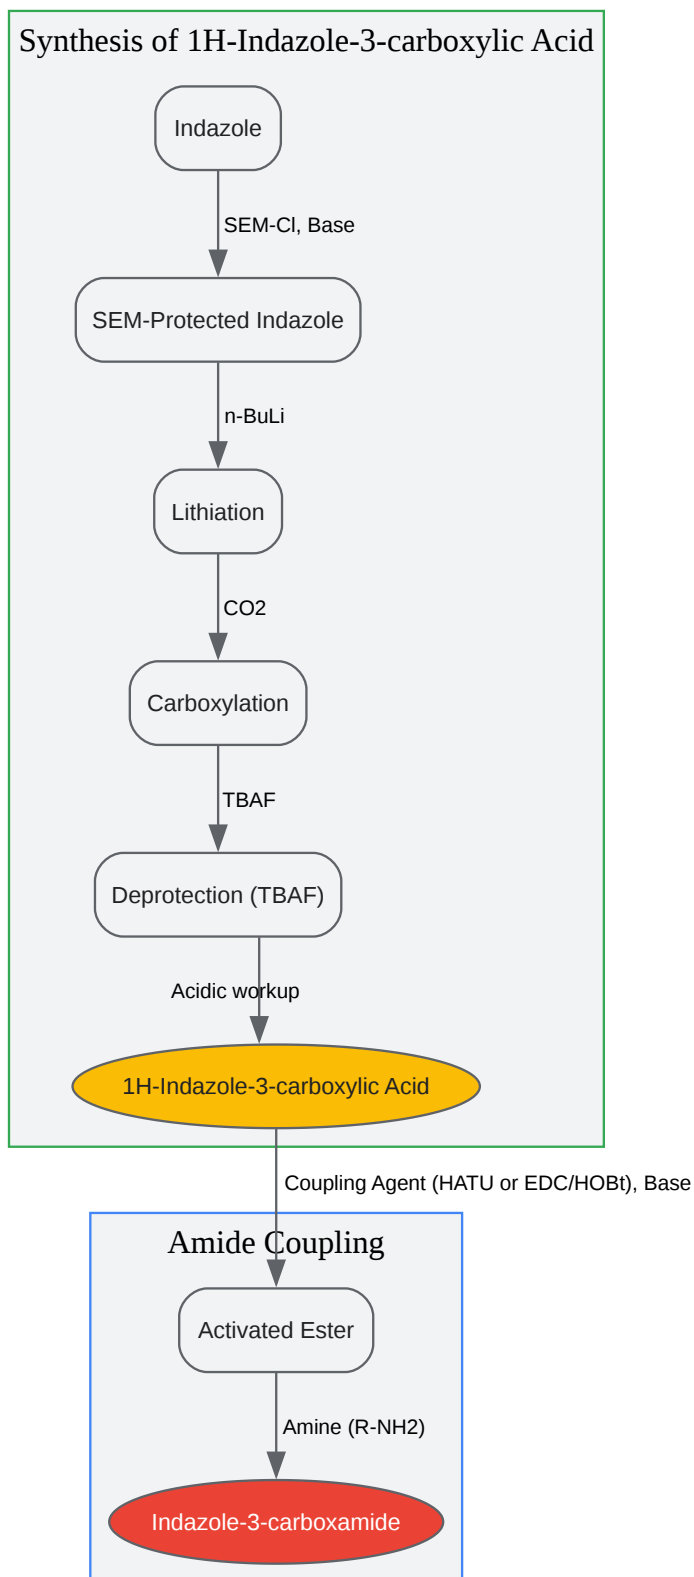 Synthesis of 1H-Indazole-3-carboxylic Acid
Indazole
SEM-Cl, Base
SEM-Protected Indazole
n-BuLi
Lithiation
CO2
Carboxylation
TBAF
Deprotection (TBAF)
Acidic workup
1H-Indazole-3-carboxylic Acid
Coupling Agent (HATU or EDC/HOBt), Base
Amide Coupling
Activated Ester
Amine (R-NH2)
Indazole-3-carboxamide